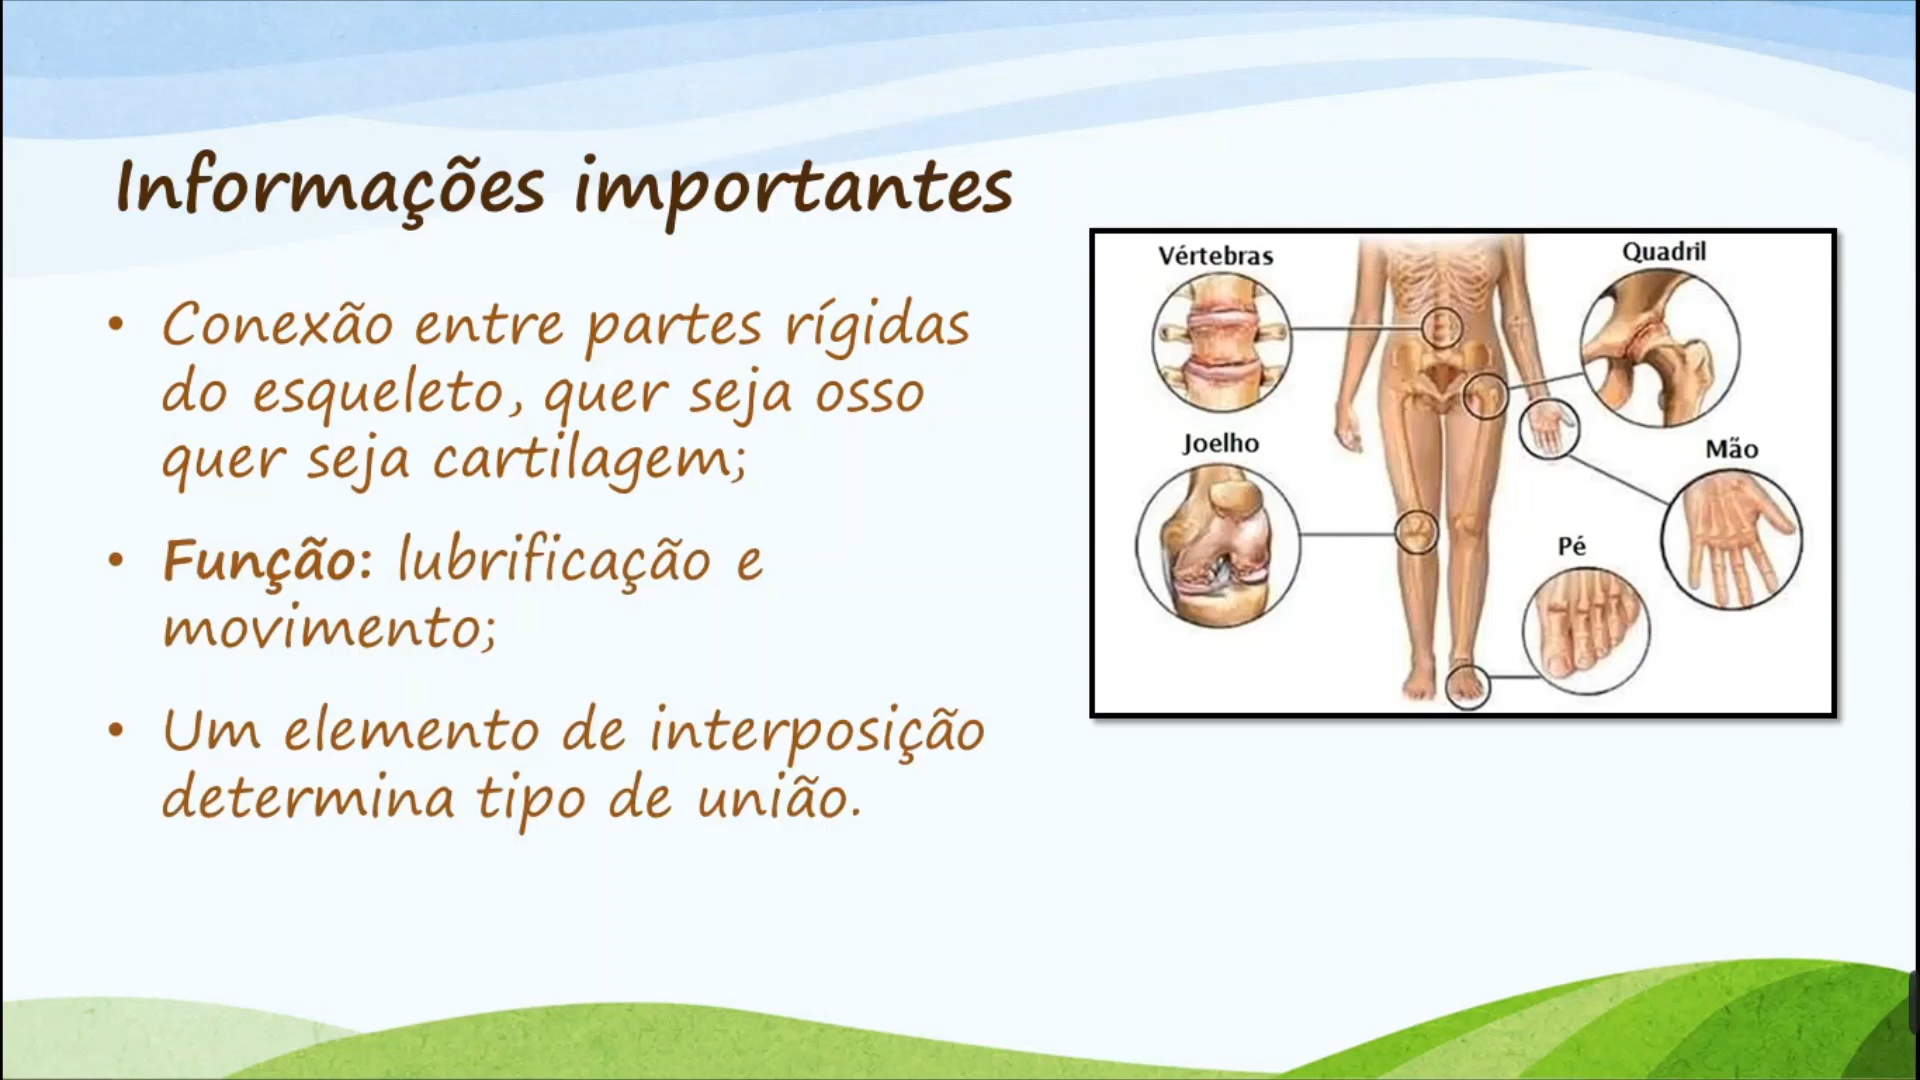 Informações importantes
• Conexão entre partes rígidas
do esqueleto, quer seja osso
quer seja cartilagem;
• Função: lubrificação e
movimento;
• Um elemento de interposição
determina tipo de união.
Vértebras
Quadril
Joelho
Mão
Pé